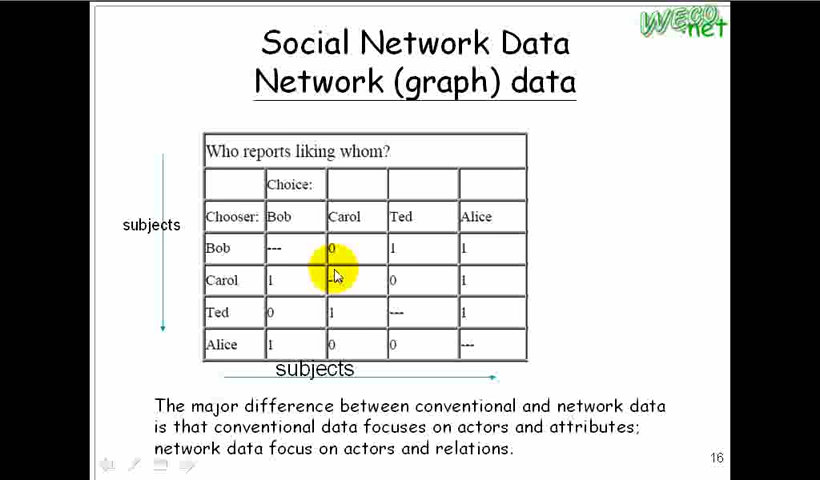 WECO
.net
Social Network Data
Network (graph) data
Who reports liking whom?
Choice:
Chooser: Bob Carol Ted Alice
Bob --- 0 1 1
Carol 1 --- 0 1
Ted 0 1 --- 1
Alice 1 0 0 ---
subjects
subjects
The major difference between conventional and network data
is that conventional data focuses on actors and attributes;
network data focus on actors and relations.
16